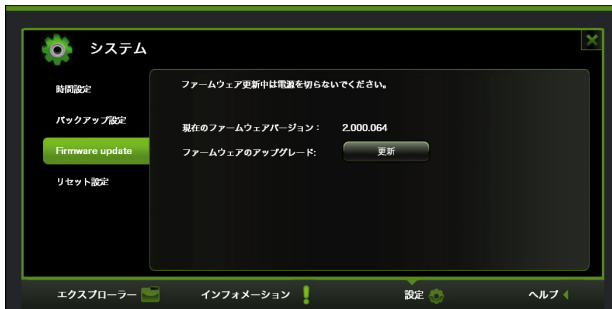 システム
時間設定
バックアップ設定
Firmware update
リセット設定
ファームウェア更新中は電源を切らないでください。
現在のファームウェアバージョン： 2.000.064
ファームウェアのアップグレード: 更新
エクスプローラー インフォメーション 設定 ヘルプ